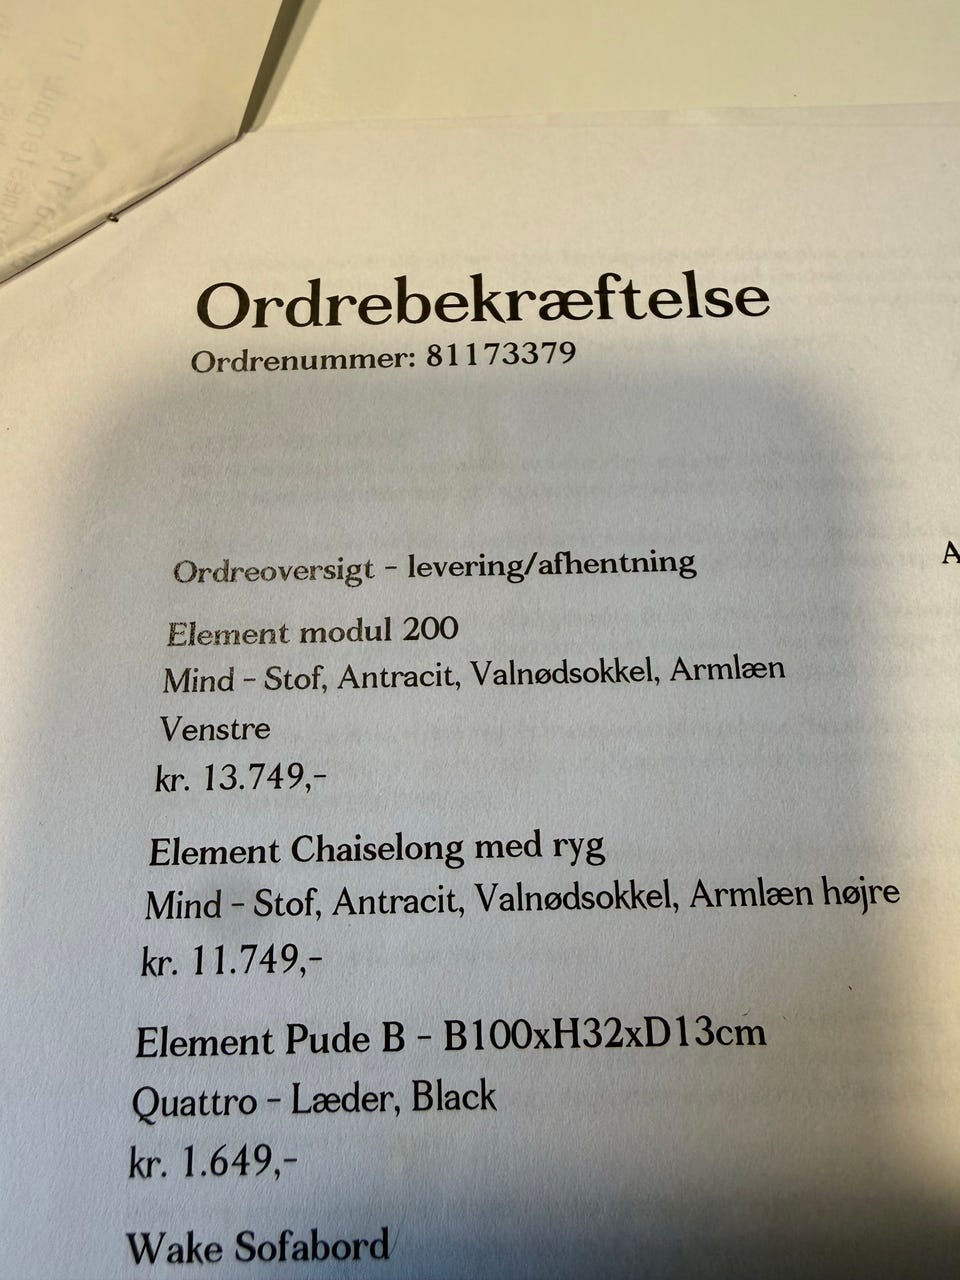 Ordrebekræftelse
Ordrenummer: 81173379
Ordreoversigt - levering/afhentning
A
Element modul 200
Mind - Stof, Antracit, Valnødsokkel, Armlæn
Venstre
kr. 13.749,-
Element Chaiselong med ryg
Mind - Stof, Antracit, Valnødsokkel, Armlæn højre
kr. 11.749,-
Element Pude B - B100xH32xD13cm
Quattro - Læder, Black
kr. 1.649,-
Wake Sofabord